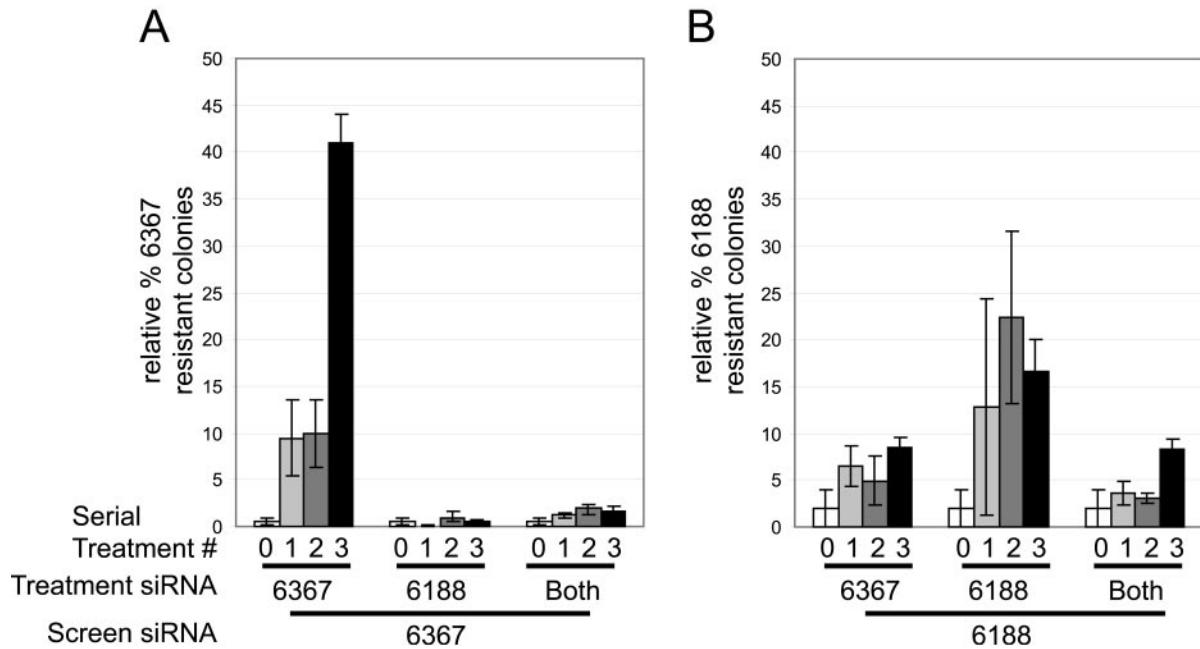 A
50
45
40
35
30
25
20
15
10
5
0
relative % 6367
resistant colonies
B
50
45
40
35
30
25
20
15
10
5
0
relative % 6188
resistant colonies
Serial
Treatment # 0 1 2 3 0 1 2 3 0 1 2 3 0 1 2 3 0 1 2 3 0 1 2 3
Treatment siRNA 6367 6188 Both 6367 6188 Both
Screen siRNA 6367 6188